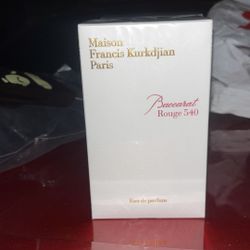 Maison
Francis Kurkdjian
Paris
Baccarat
Rouge 540
Eau de parfum